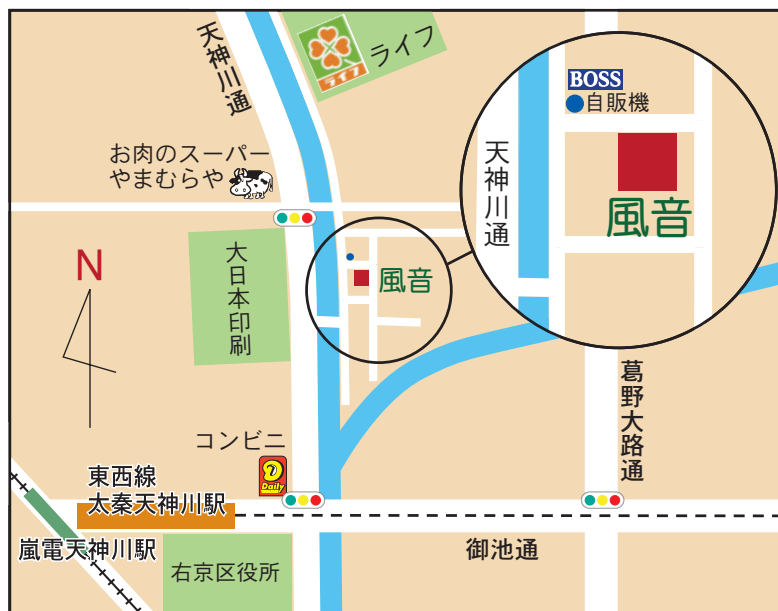 天神川通
ライフ
ライフ
お肉のスーパー
やまむらや
BOSS
自販機
天神川通
風音
大日本印刷
風音
N
葛野大路通
コンビニ
Daily
東西線
太秦天神川駅
嵐電天神川駅
御池通
右京区役所